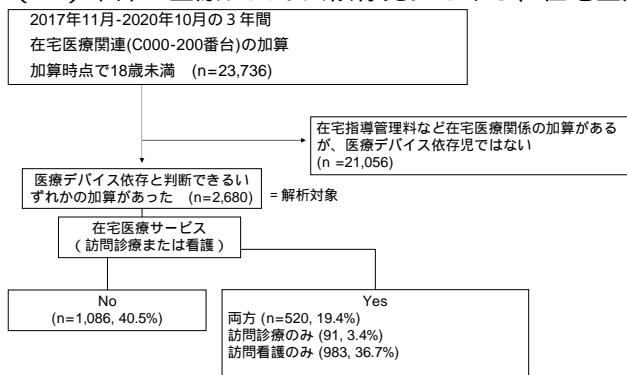 2017年11月-2020年10月の３年間
在宅医療関連(C000-200番台)の加算
加算時点で18歳未満　(n=23,736)
在宅指導管理料など在宅医療関係の加算がある
が、医療デバイス依存児ではない
(n =21,056)
医療デバイス依存と判断できるい
ずれかの加算があった　(n=2,680)
= 解析対象
在宅医療サービス
（訪問診療または看護）
No
(n=1,086, 40.5%)
Yes
両方 (n=520, 19.4%)
訪問診療のみ (91, 3.4%)
訪問看護のみ (983, 36.7%)